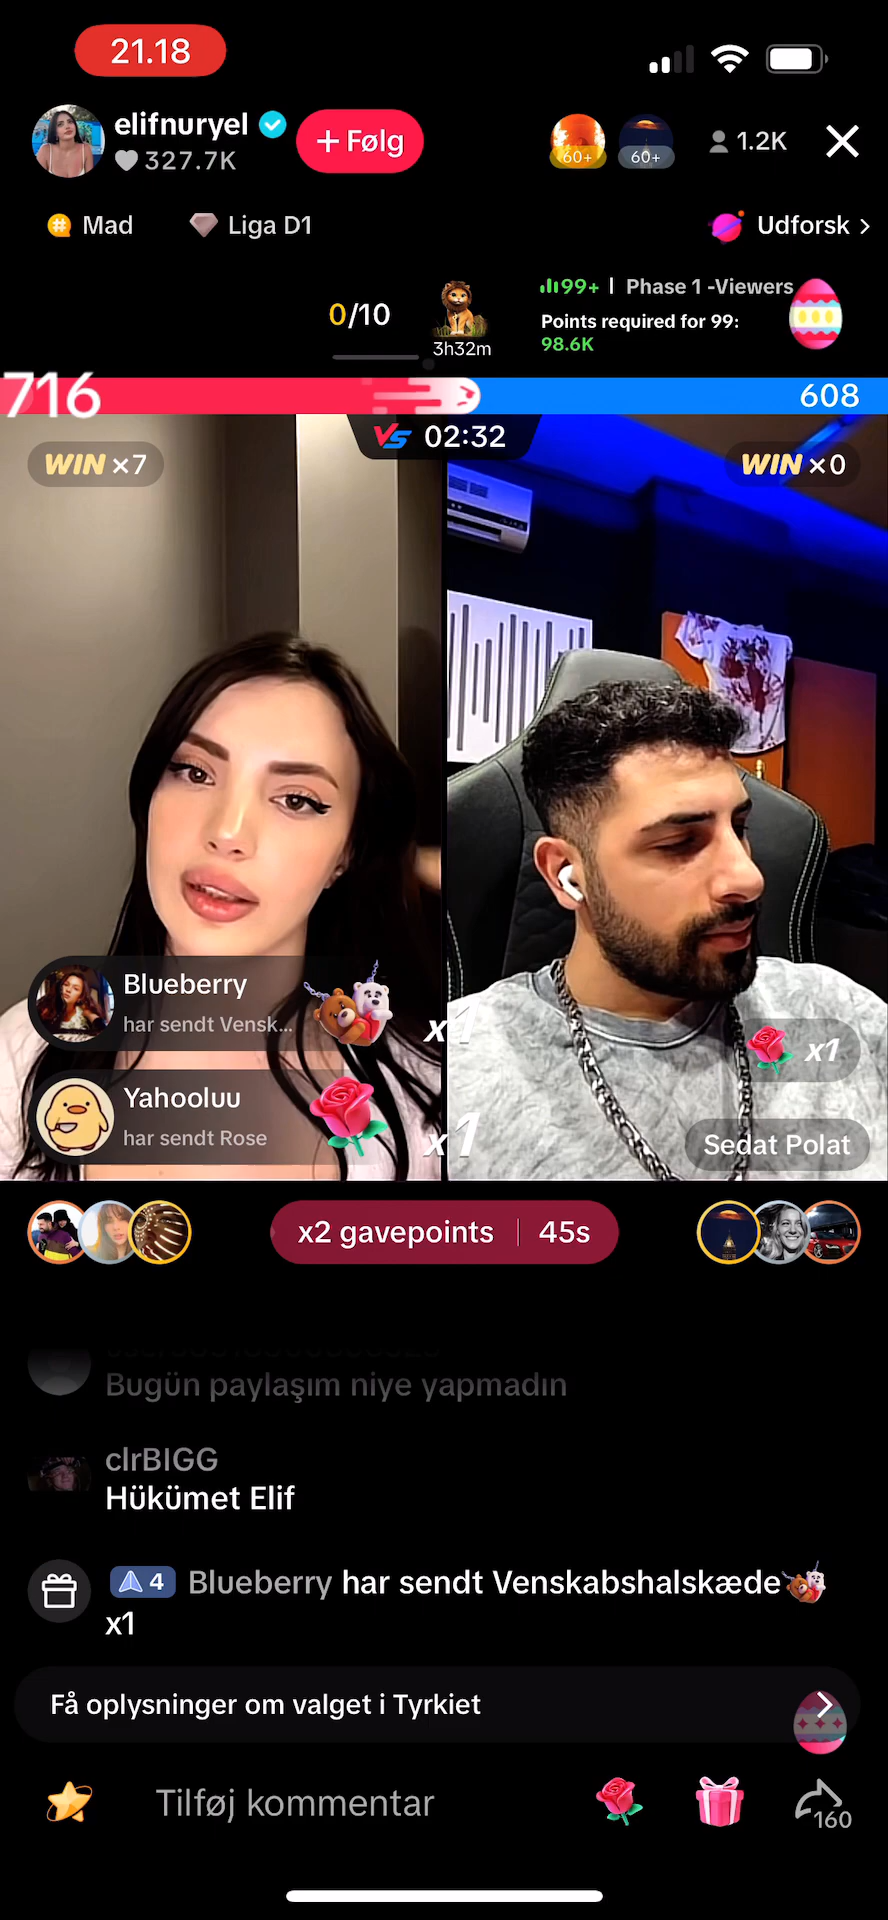 21.18
elifnuryel
327.7K
+ Følg
60+
60+
1.2K
Mad
Liga D1
Udforsk >
0/10
3h32m
99+ | Phase 1 -Viewers
Points required for 99:
98.6K
716
608
VS 02:32
WIN x7
WIN x0
Blueberry
har sendt Vensk...
x1
Yahooluu
har sendt Rose
x1
x1
Sedat Polat
x2 gavepoints | 45s
Bugün paylaşım niye yapmadın
clrBIGG
Hükümet Elif
4 Blueberry har sendt Venskabshalskæde
x1
Få oplysninger om valget i Tyrkiet
Tilføj kommentar
160